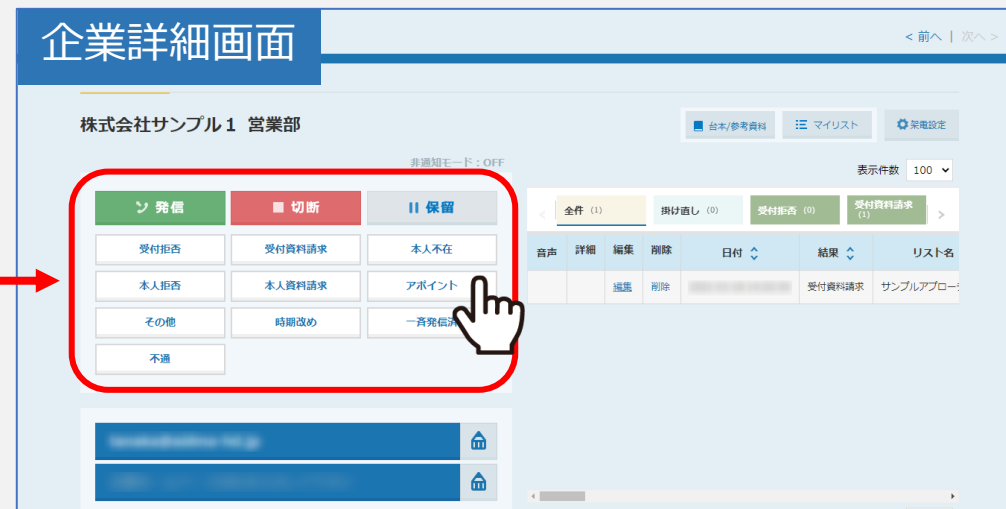 企業詳細画面
< 前へ | 次へ >
株式会社サンプル1 営業部
台本/参考資料 マイリスト 架電設定
非通知モード:OFF
表示件数 100
発信 切断 保留
受付拒否 受付資料請求 本人不在
本人拒否 本人資料請求 アポイント
その他 時期改め 一斉発信済
不通
全件 (1) 掛け直し (0) 受付拒否 (0) 受付資料請求 (1)
音声 詳細 編集 削除 日付 結果 リスト名
編集 削除 受付資料請求 サンプルアプロー